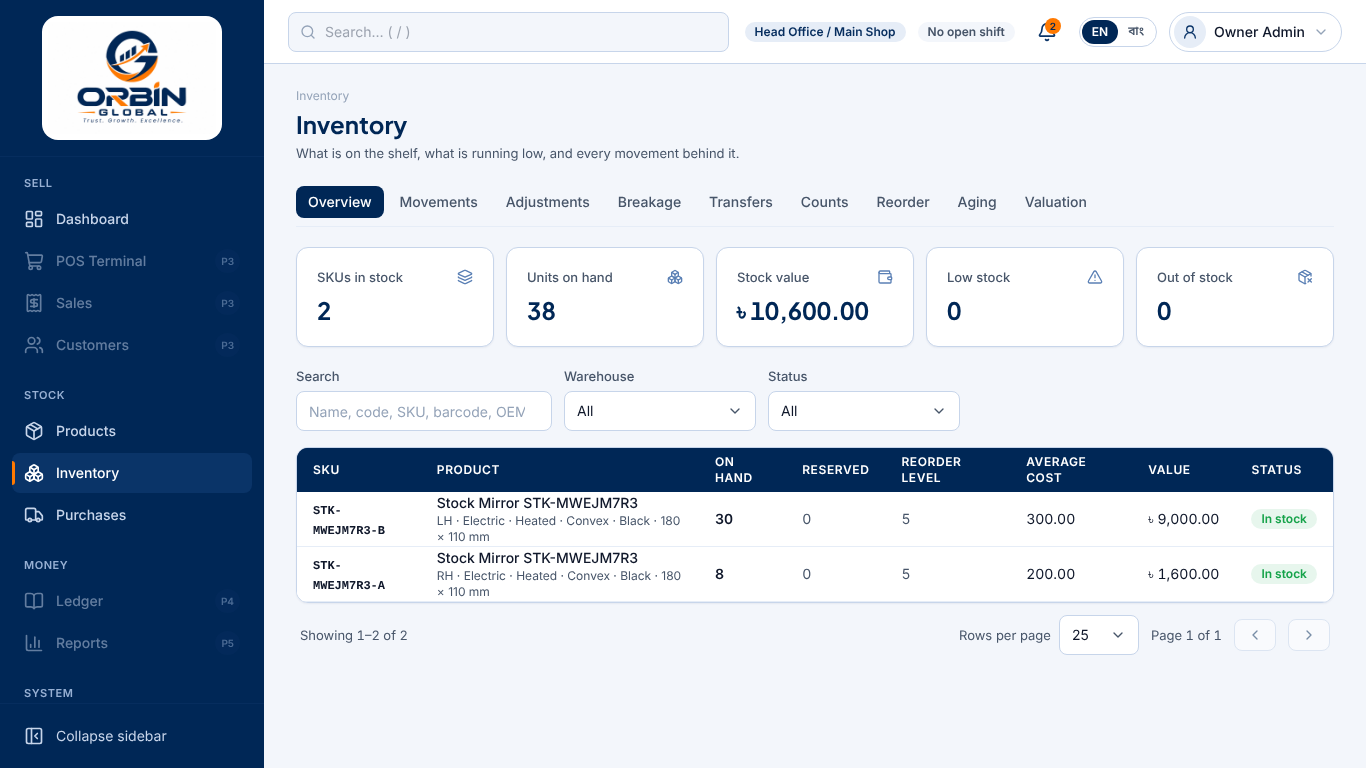 ORBIN
GLOBAL
Trust. Growth. Excellence.
Search... ( / )
Head Office / Main Shop
No open shift
2
EN
বাং
Owner Admin
SELL
Dashboard
POS Terminal P3
Sales P3
Customers P3
STOCK
Products
Inventory
Purchases
MONEY
Ledger P4
Reports P5
SYSTEM
Collapse sidebar
Inventory
Inventory
What is on the shelf, what is running low, and every movement behind it.
Overview Movements Adjustments Breakage Transfers Counts Reorder Aging Valuation
SKUs in stock Units on hand Stock value Low stock Out of stock
2 38 ৳ 10,600.00 0 0
Search Warehouse Status
Name, code, SKU, barcode, OEM All All
SKU PRODUCT ON HAND RESERVED REORDER LEVEL AVERAGE COST VALUE STATUS
STK-
MWEJM7R3-B
Stock Mirror STK-MWEJM7R3
LH · Electric · Heated · Convex · Black · 180
× 110 mm
30 0 5 300.00 ৳ 9,000.00 In stock
STK-
MWEJM7R3-A
Stock Mirror STK-MWEJM7R3
RH · Electric · Heated · Convex · Black · 180
× 110 mm
8 0 5 200.00 ৳ 1,600.00 In stock
Showing 1–2 of 2
Rows per page 25 Page 1 of 1